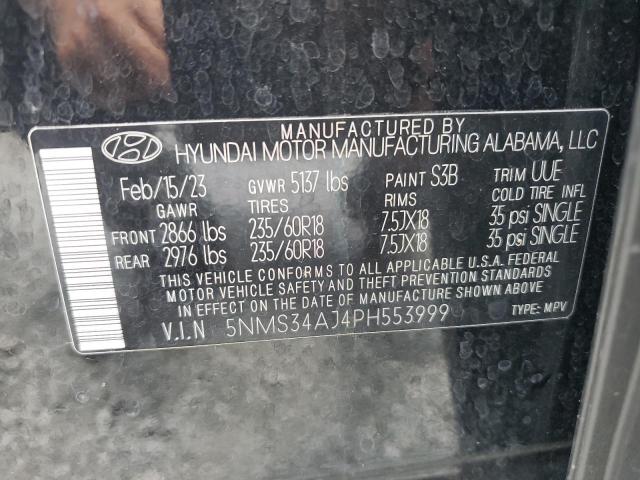 MANUFACTURED BY
HYUNDAI MOTOR MANUFACTURING ALABAMA, LLC
Feb/15/23 GVWR 5137 lbs PAINT S3B TRIM UUE
GAWR TIRES RIMS COLD TIRE INFL
FRONT 2866 lbs 235/60R18 7.5JX18 35 psi SINGLE
REAR 2976 lbs 235/60R18 7.5JX18 35 psi SINGLE
THIS VEHICLE CONFORMS TO ALL APPLICABLE U.S.A. FEDERAL
MOTOR VEHICLE SAFETY AND THEFT PREVENTION STANDARDS
IN EFFECT ON THE DATE OF MANUFACTURE SHOWN ABOVE
V.I.N 5NMS34AJ4PH553999 TYPE: MPV